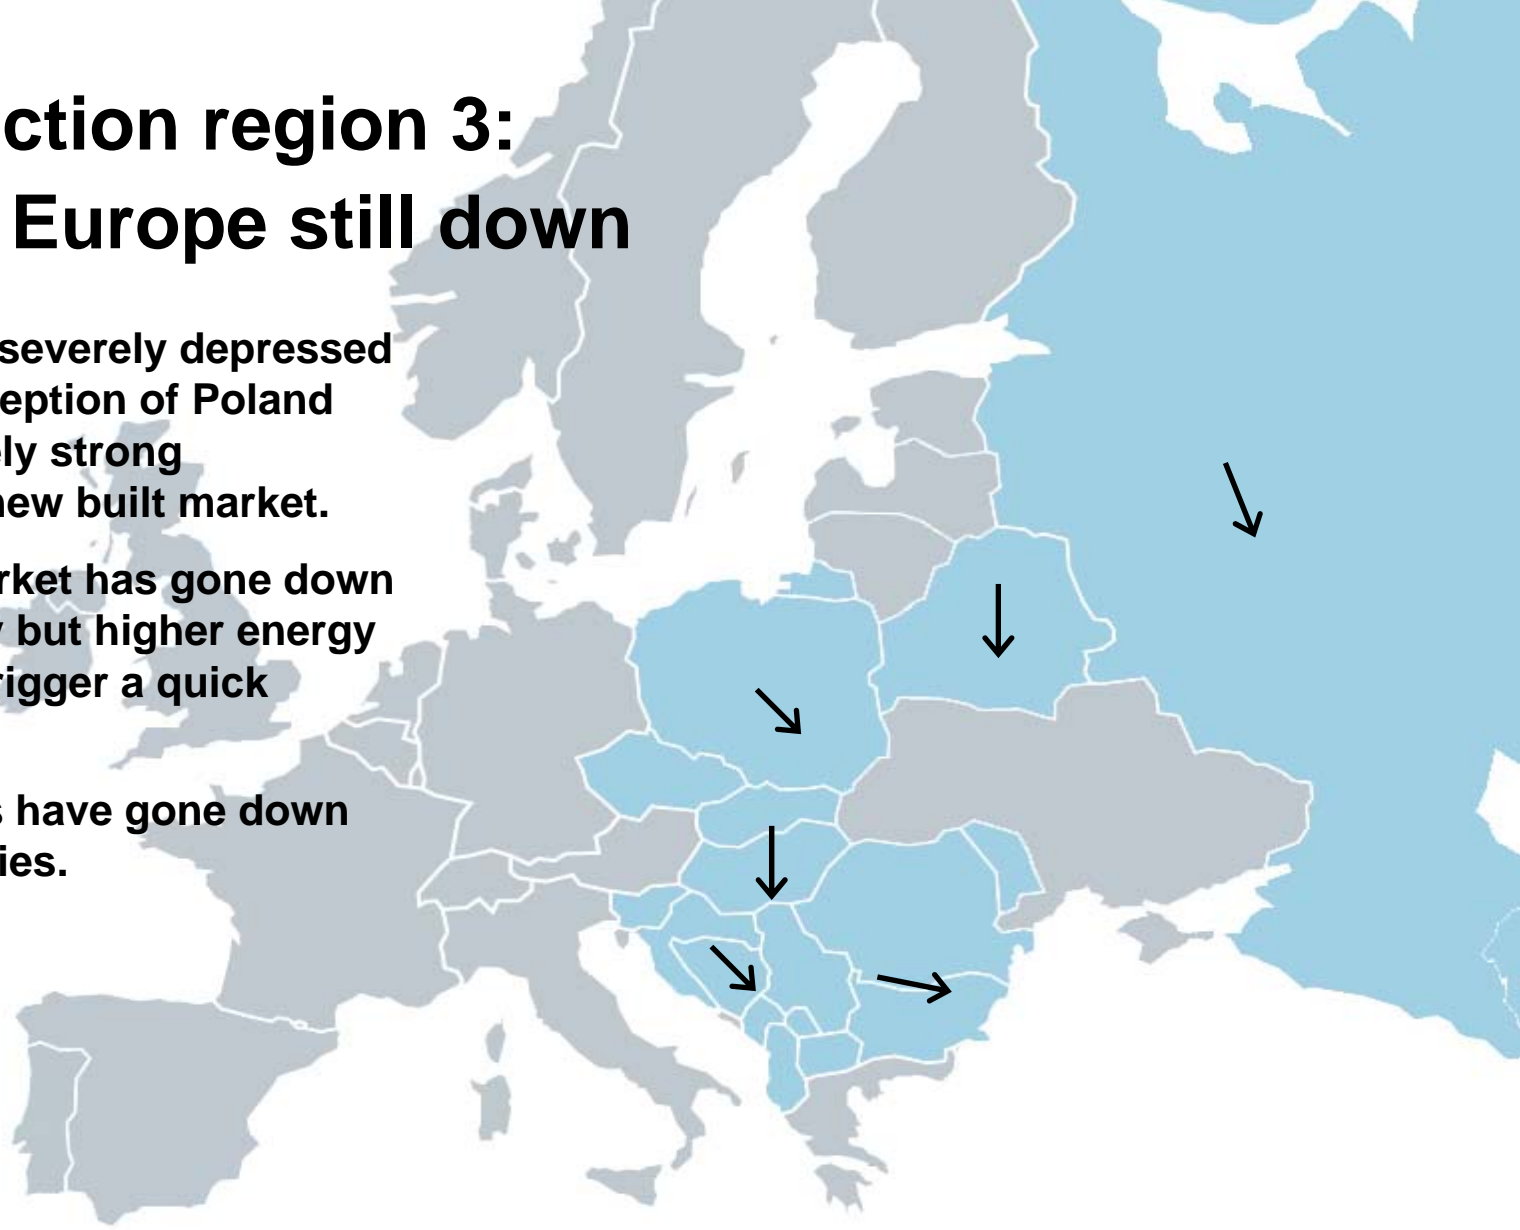 ction region 3:
Europe still down
severely depressed
eption of Poland
ely strong
new built market.
rket has gone down
y but higher energy
rigger a quick
s have gone down
ies.